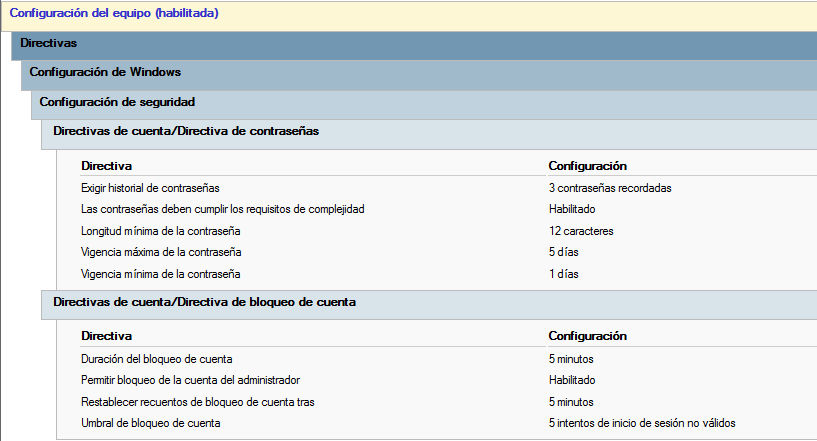 Configuración del equipo (habilitada)
Directivas
Configuración de Windows
Configuración de seguridad
Directivas de cuenta/Directiva de contraseñas
Directiva Configuración
Exigir historial de contraseñas 3 contraseñas recordadas
Las contraseñas deben cumplir los requisitos de complejidad Habilitado
Longitud mínima de la contraseña 12 caracteres
Vigencia máxima de la contraseña 5 días
Vigencia mínima de la contraseña 1 días
Directivas de cuenta/Directiva de bloqueo de cuenta
Directiva Configuración
Duración del bloqueo de cuenta 5 minutos
Permitir bloqueo de la cuenta del administrador Habilitado
Restablecer recuentos de bloqueo de cuenta tras 5 minutos
Umbral de bloqueo de cuenta 5 intentos de inicio de sesión no válidos